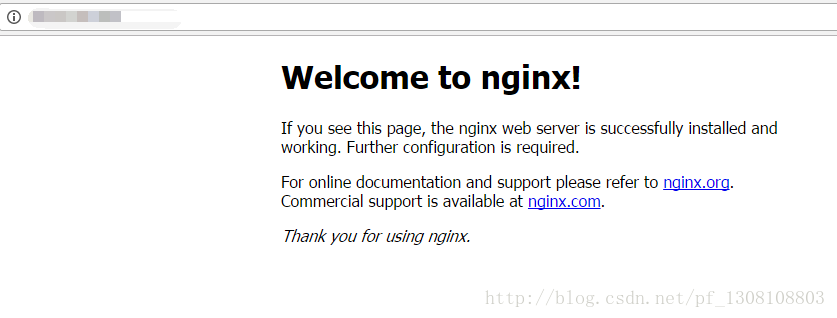 Welcome to nginx!
If you see this page, the nginx web server is successfully installed and
working. Further configuration is required.
For online documentation and support please refer to nginx.org.
Commercial support is available at nginx.com.
Thank you for using nginx.
http://blog.csdn.net/pf_1308108803